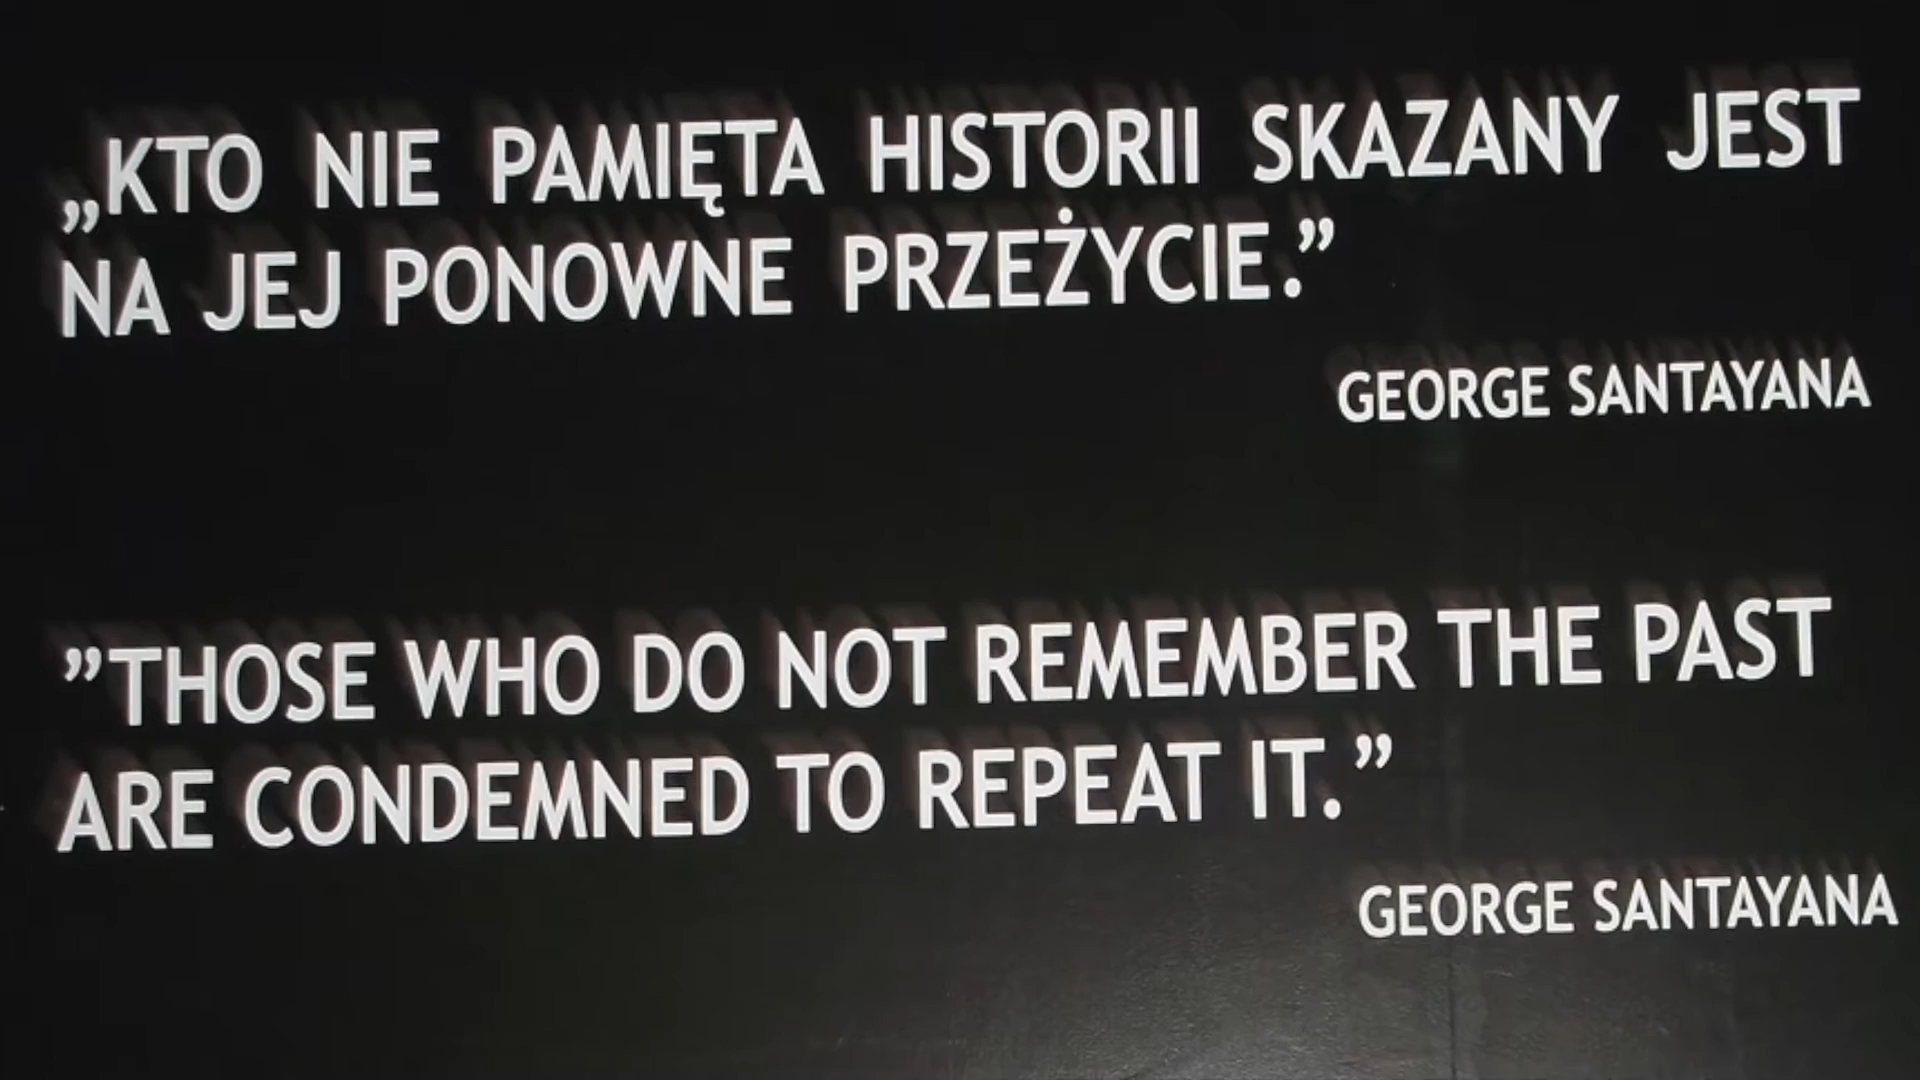 „KTO NIE PAMIĘTA HISTORII SKAZANY JEST
NA JEJ PONOWNE PRZEŻYCIE.”
GEORGE SANTAYANA
”THOSE WHO DO NOT REMEMBER THE PAST
ARE CONDEMNED TO REPEAT IT.”
GEORGE SANTAYANA